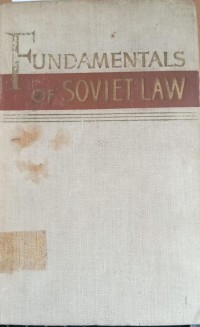 FUNDAMENTALS
OF SOVIET LAW